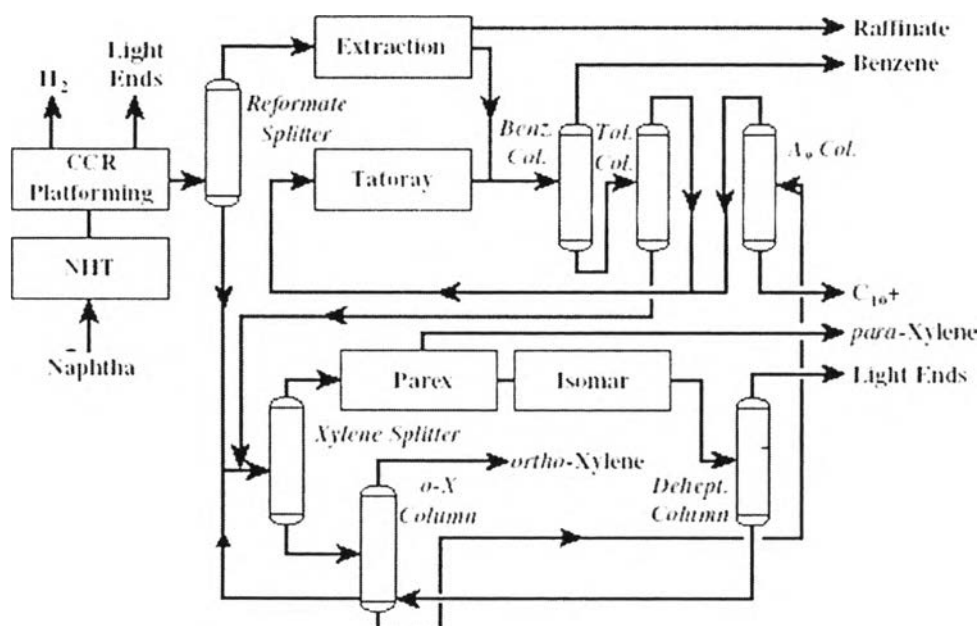 Extraction
Raffinate
Benzene
Light
Ends
H2
Reformate
Splitter
Benz.
Col.
Tol.
Col.
A9 Col.
CCR
Platforming
Tatoray
NHT
C10+
Naphtha
para-Xylene
Parex
Isomar
Light Ends
Xylene Splitter
ortho-Xylene
o-X
Column
Dehept.
Column